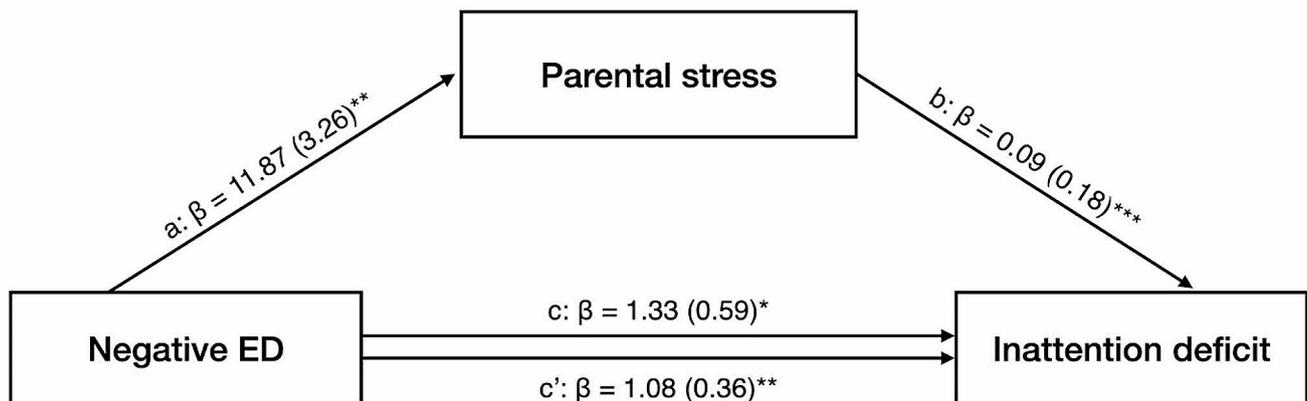 Parental stress
a: β = 11.87 (3.26)**
b: β = 0.09 (0.18)***
c: β = 1.33 (0.59)*
Negative ED
Inattention deficit
c’: β = 1.08 (0.36)**